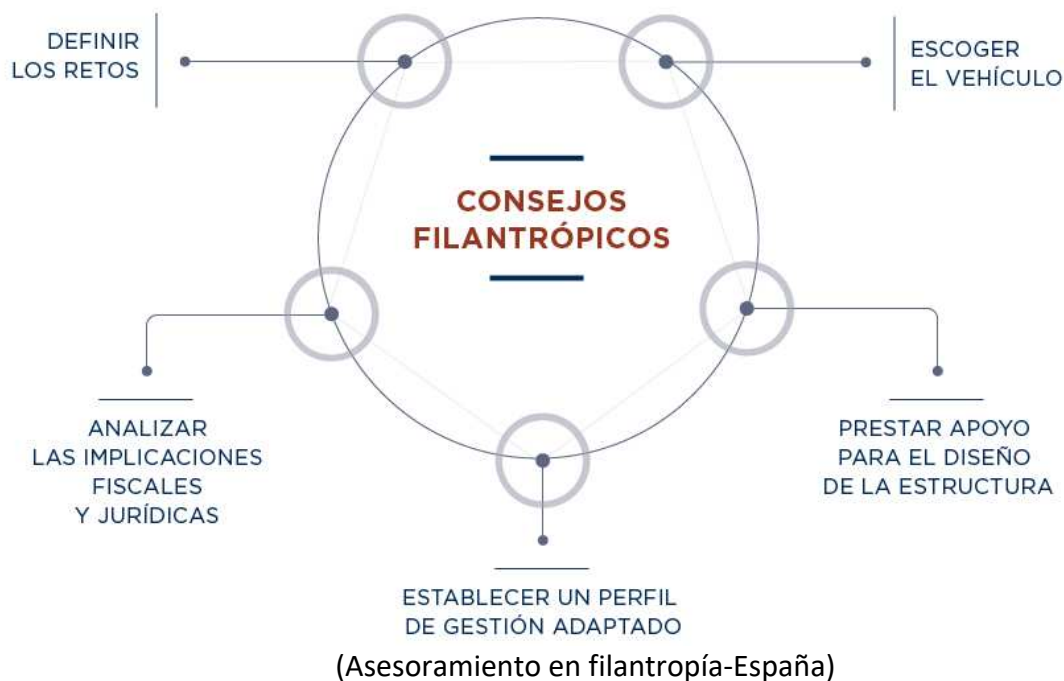 DEFINIR
LOS RETOS
ESCOGER
EL VEHÍCULO
CONSEJOS
FILANTRÓPICOS
ANALIZAR
LAS IMPLICACIONES
FISCALES
Y JURÍDICAS
PRESTAR APOYO
PARA EL DISEÑO
DE LA ESTRUCTURA
ESTABLECER UN PERFIL
DE GESTIÓN ADAPTADO
(Asesoramiento en filantropía-España)